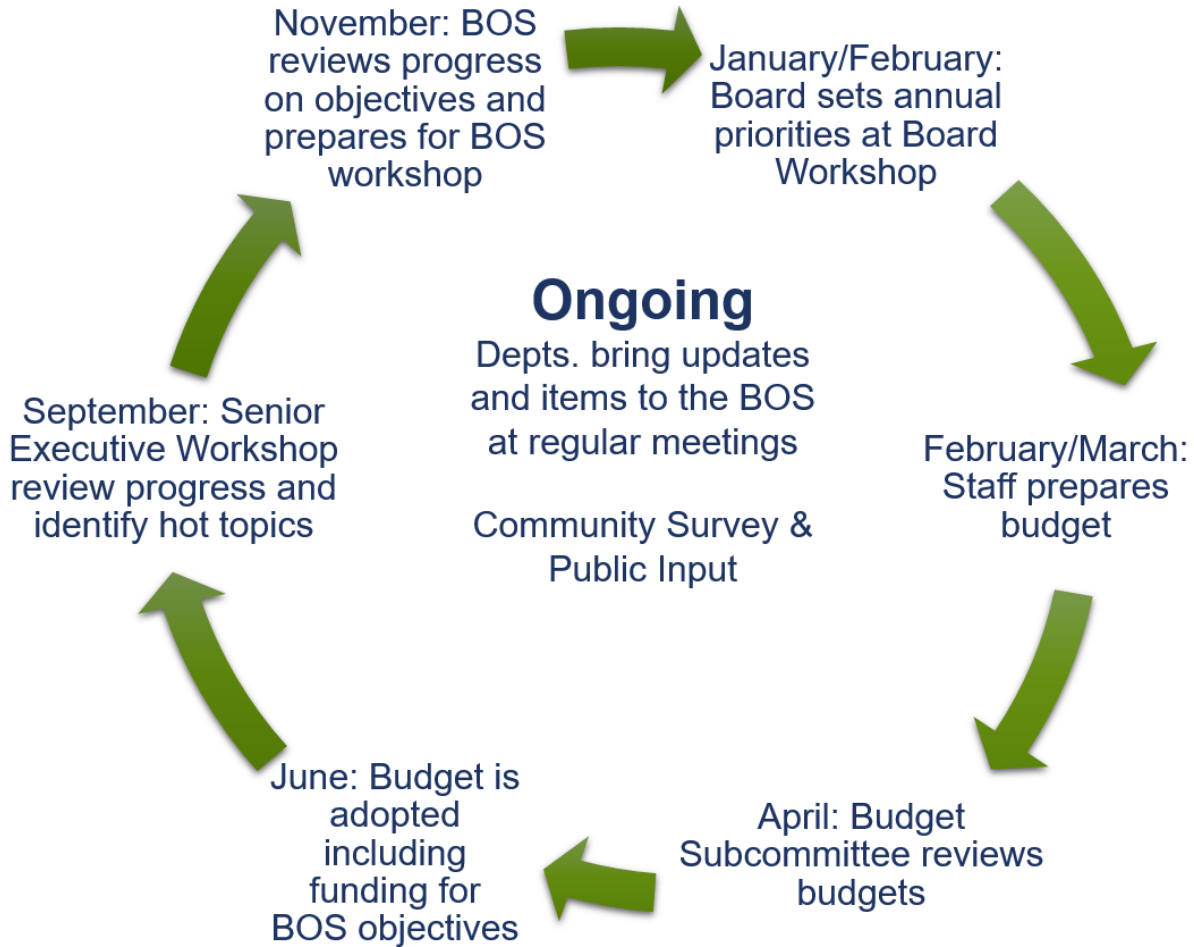 November: BOS
reviews progress
on objectives and
prepares for BOS
workshop
January/February:
Board sets annual
priorities at Board
Workshop
February/March:
Staff prepares
budget
April: Budget
Subcommittee reviews
budgets
June: Budget is
adopted
including
funding for
BOS objectives
September: Senior
Executive Workshop
review progress and
identify hot topics
Ongoing
Depts. bring updates
and items to the BOS
at regular meetings
Community Survey &
Public Input